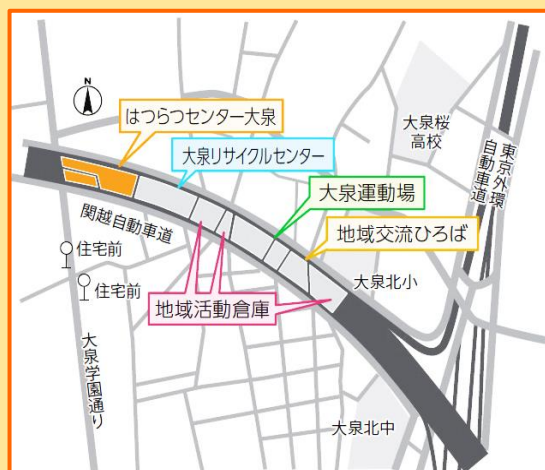 N
はつらつセンター大泉
大泉リサイクルセンター
大泉桜
高校
東京外環
自動車道
大泉運動場
関越自動車道
地域交流ひろば
住宅前
住宅前
地域活動倉庫
大泉北小
大泉学園通り
大泉北中